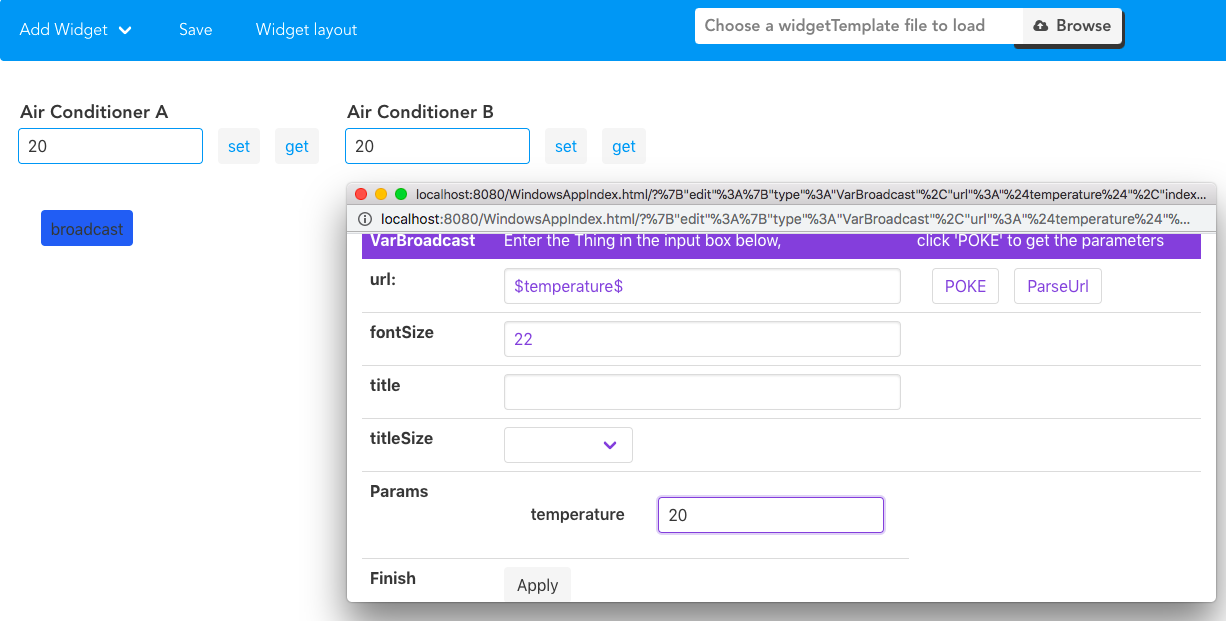 Add Widget Save Widget layout Choose a widgetTemplate file to load Browse
Air Conditioner A Air Conditioner B
20 set get 20 set get
broadcast
localhost:8080/WindowsAppIndex.html/?%7B"edit"%3A%7B"type"%3A"VarBroadcast"%2C"url"%3A"%24temperature%24"%2C"index...
localhost:8080/WindowsAppIndex.html/?%7B"edit"%3A%7B"type"%3A"VarBroadcast"%2C"url"%3A"%24temperature%24"%...
VarBroadcast Enter the Thing in the input box below, click 'POKE' to get the parameters
url: $temperature$ POKE ParseUrl
fontSize 22
title
titleSize
Params
temperature 20
Finish Apply